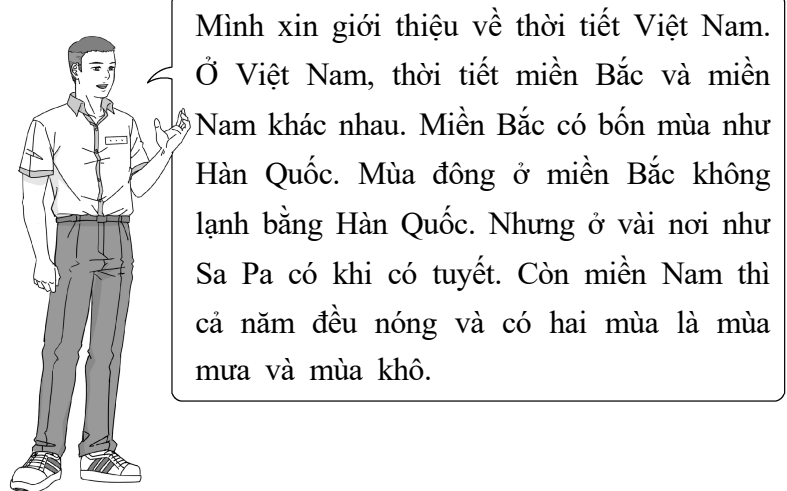 Mình xin giới thiệu về thời tiết Việt Nam.
Ở Việt Nam, thời tiết miền Bắc và miền
Nam khác nhau. Miền Bắc có bốn mùa như
Hàn Quốc. Mùa đông ở miền Bắc không
lạnh bằng Hàn Quốc. Nhưng ở vài nơi như
Sa Pa có khi có tuyết. Còn miền Nam thì
cả năm đều nóng và có hai mùa là mùa
mưa và mùa khô.